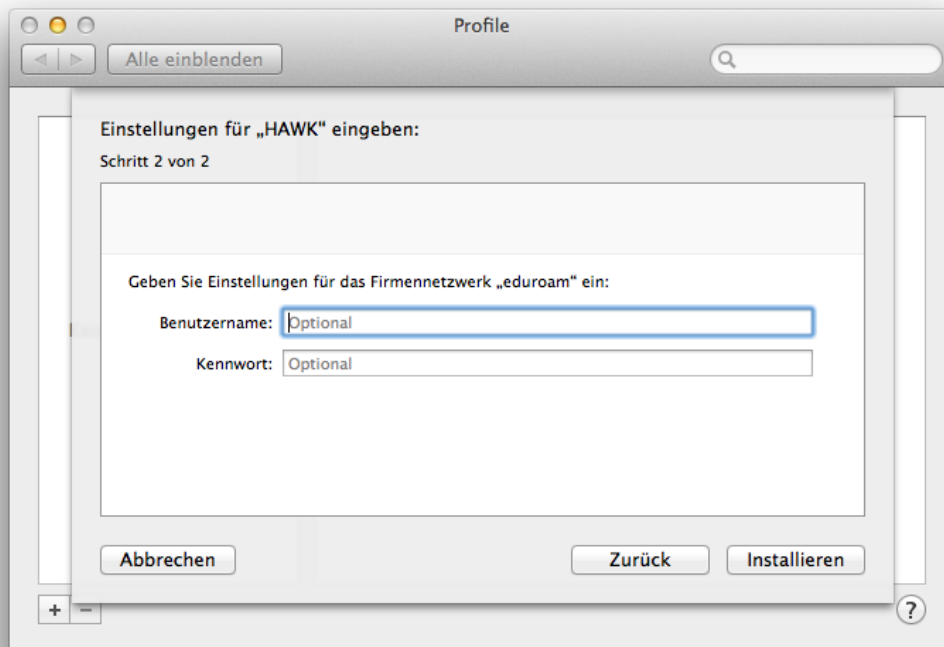 Profile
Alle einblenden
Einstellungen für „HAWK“ eingeben:
Schritt 2 von 2
Geben Sie Einstellungen für das Firmennetzwerk „eduroam“ ein:
Benutzername: Optional
Kennwort: Optional
Abbrechen Zurück Installieren
+ − ?